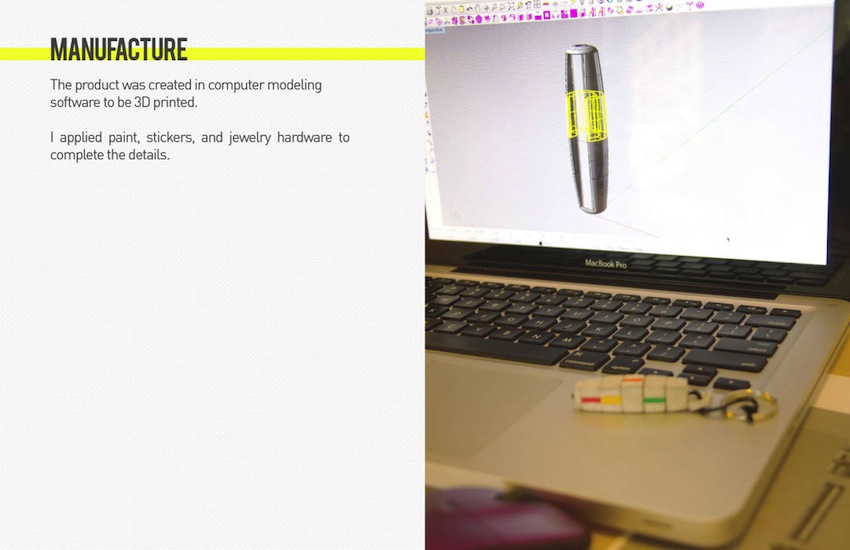 MANUFACTURE
The product was created in computer modeling
software to be 3D printed.
I applied paint, stickers, and jewelry hardware to
complete the details.
MacBook Pro